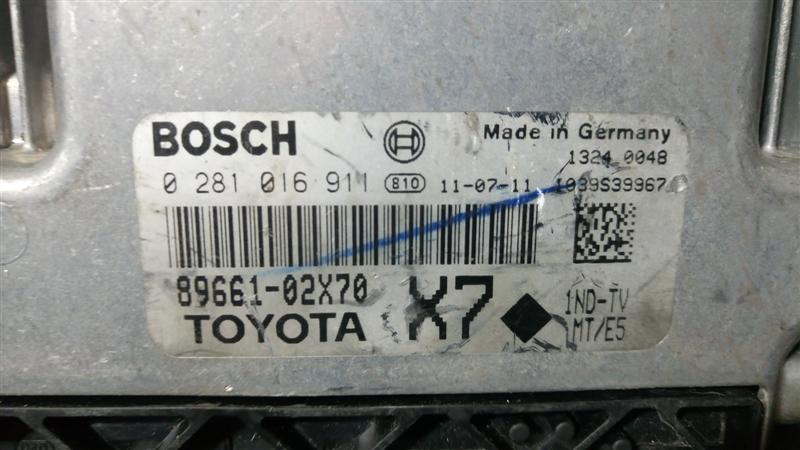 BOSCH
Made in Germany
1324 0048
0 281 016 911 810 11-07-11 1039S39967
89661-02X70
TOYOTA
X7
1ND-TV
MT/E5